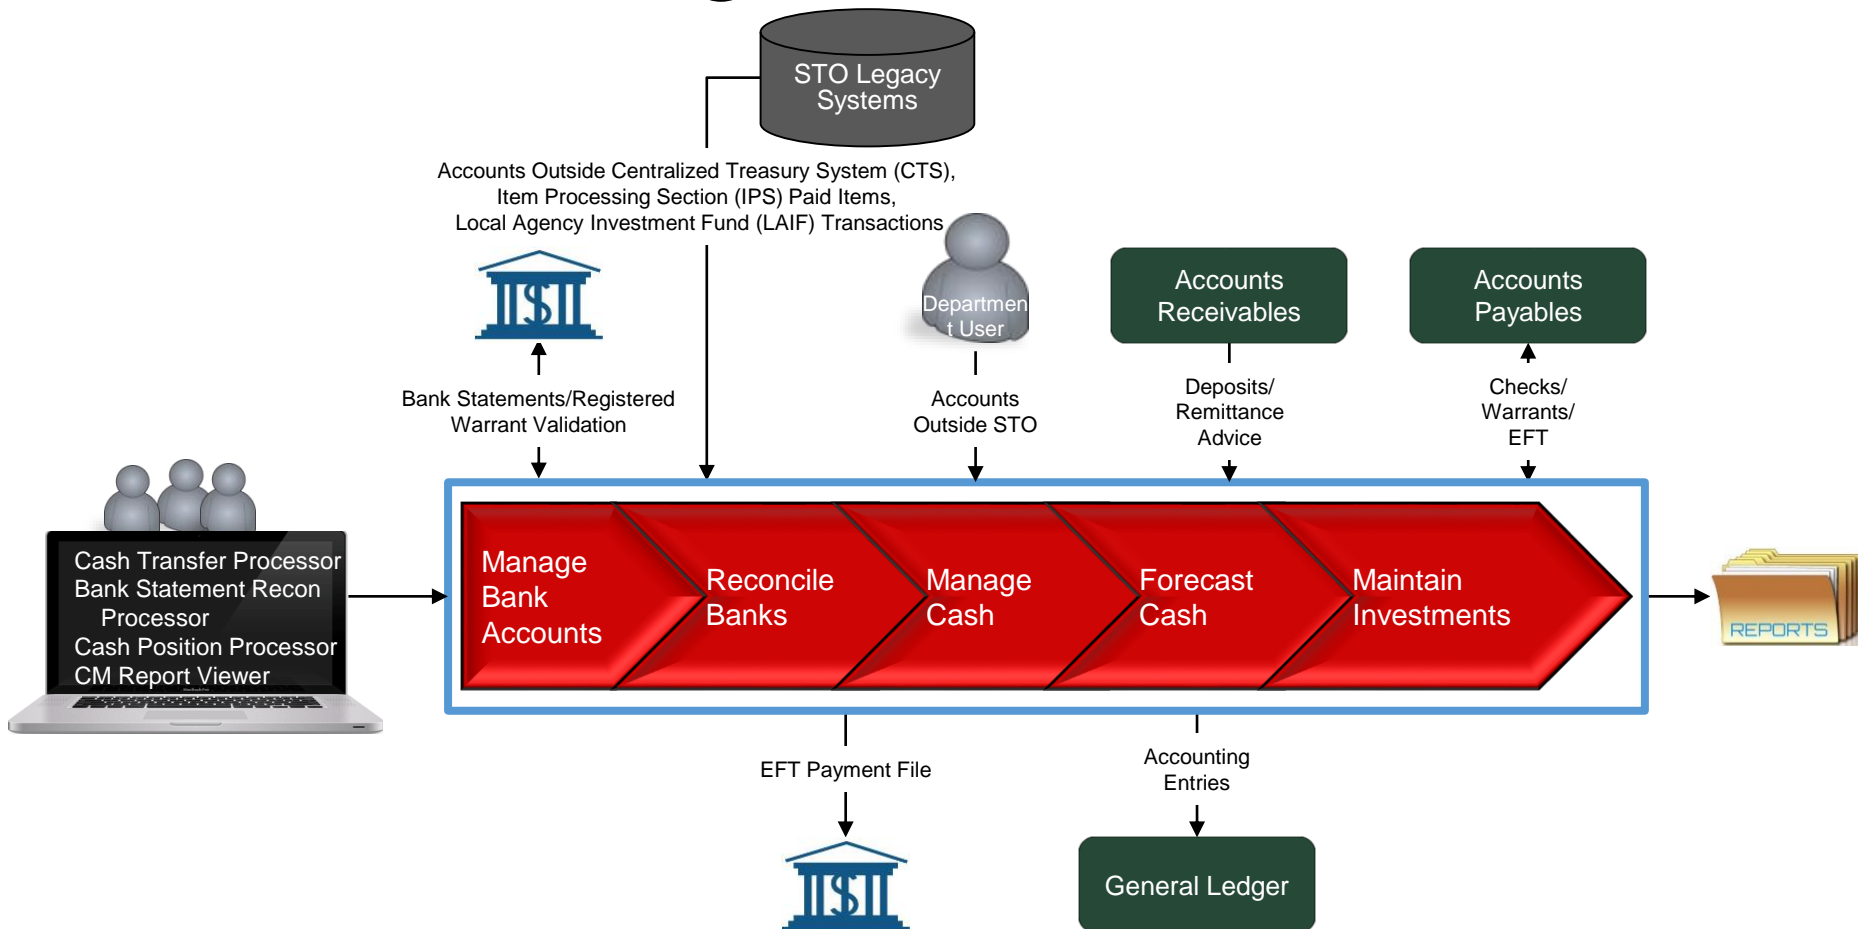 STO Legacy
Systems
Accounts Outside Centralized Treasury System (CTS),
Item Processing Section (IPS) Paid Items,
Local Agency Investment Fund (LAIF) Transactions
Departmen
t User
Accounts
Receivables
Accounts
Payables
Bank Statements/Registered
Warrant Validation
Accounts
Outside STO
Deposits/
Remittance
Advice
Checks/
Warrants/
EFT
Cash Transfer Processor
Bank Statement Recon
Processor
Cash Position Processor
CM Report Viewer
Manage
Bank
Accounts
Reconcile
Banks
Manage
Cash
Forecast
Cash
Maintain
Investments
REPORTS
EFT Payment File
Accounting
Entries
General Ledger